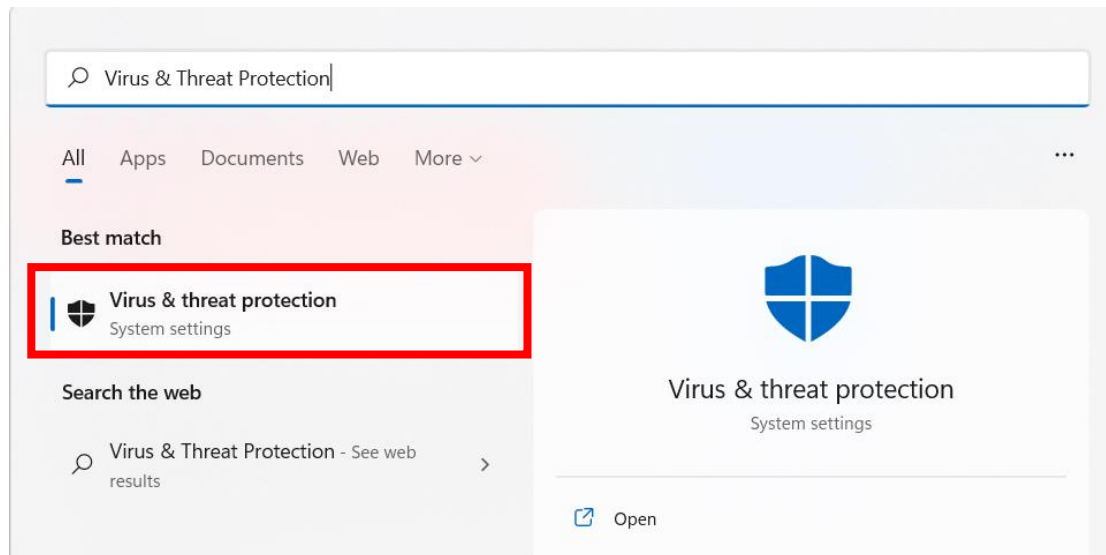 Virus & Threat Protection
All Apps Documents Web More
...
Best match
Virus & threat protection
System settings
Search the web
Virus & Threat Protection - See web
results
Virus & threat protection
System settings
Open